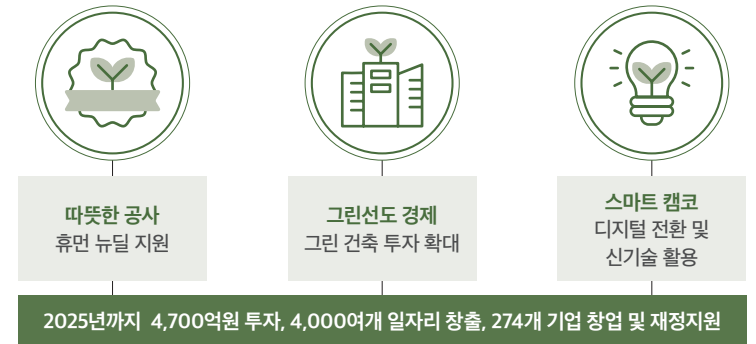 따뜻한 공사
휴먼 뉴딜 지원
그린선도 경제
그린 건축 투자 확대
스마트 캠코
디지털 전환 및
신기술 활용
2025년까지 4,700억원 투자, 4,000여개 일자리 창출, 274개 기업 창업 및 재정지원